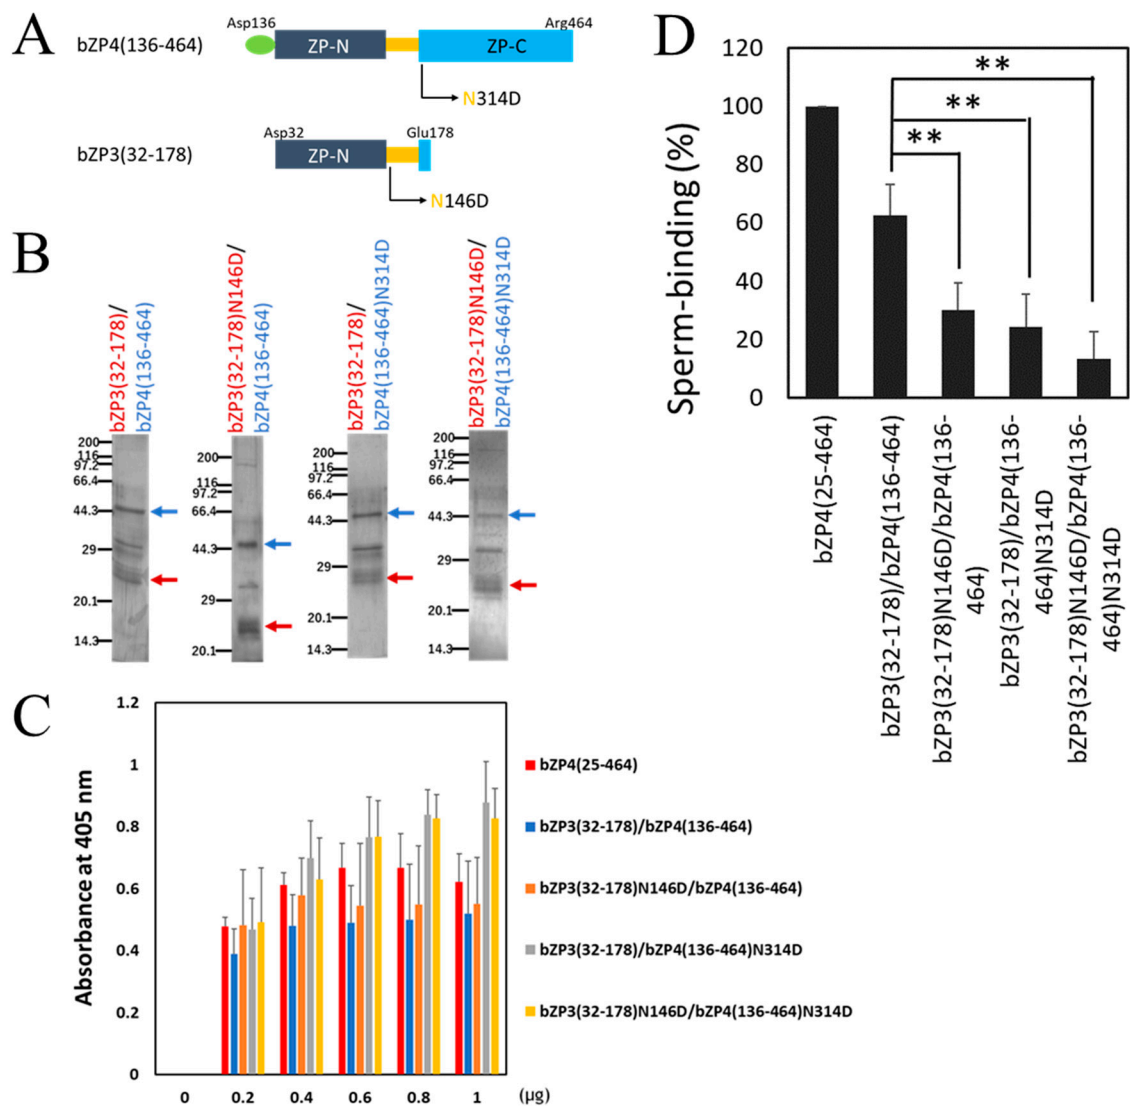 A
Asp136
Arg464
bZP4(136-464)
ZP-N
ZP-C
N314D
Asp32
Glu178
bZP3(32-178)
ZP-N
N146D
B
bZP3(32-178)/
bZP4(136-464)
200
116
97.2
66.4
44.3
29
20.1
14.3
bZP3(32-178)N146D/
bZP4(136-464)
200
116
97.2
66.4
44.3
29
20.1
bZP3(32-178)/
bZP4(136-464)N314D
200
116
97.2
66.4
44.3
29
20.1
14.3
bZP3(32-178)N146D/
bZP4(136-464)N314D
200
116
97.2
66.4
44.3
29
20.1
14.3
C
Absorbance at 405 nm
1.2
1
0.8
0.6
0.4
0.2
0
0 0.2 0.4 0.6 0.8 1 (µg)
bZP4(25-464)
bZP3(32-178)/bZP4(136-464)
bZP3(32-178)N146D/bZP4(136-464)
bZP3(32-178)/bZP4(136-464)N314D
bZP3(32-178)N146D/bZP4(136-464)N314D
D
Sperm-binding (%)
120
100
80
60
40
20
0
**
**
**
bZP4(25-464)
bZP3(32-178)/bZP4(136-464)
bZP3(32-178)N146D/bZP4(136-
464)
bZP3(32-178)/bZP4(136-
464)N314D
bZP3(32-178)N146D/bZP4(136-
464)N314D